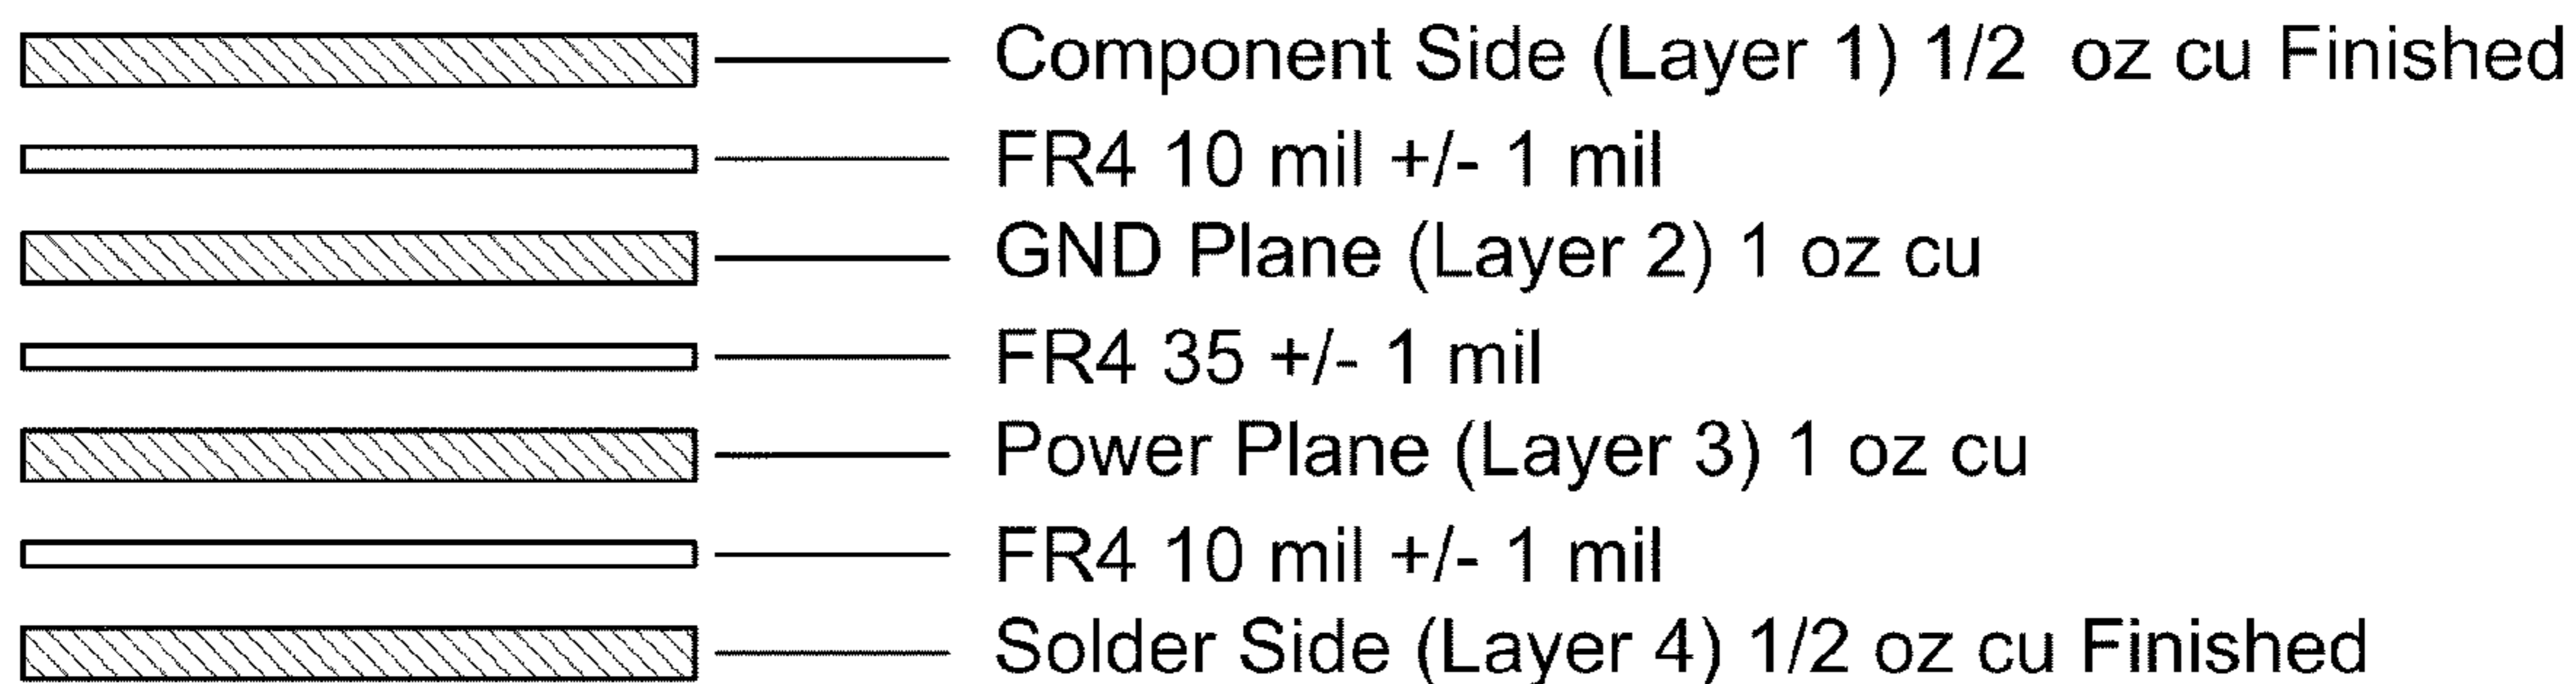 Component Side (Layer 1) 1/2 oz cu Finished
FR4 10 mil +/- 1 mil
GND Plane (Layer 2) 1 oz cu
FR4 35 +/- 1 mil
Power Plane (Layer 3) 1 oz cu
FR4 10 mil +/- 1 mil
Solder Side (Layer 4) 1/2 oz cu Finished